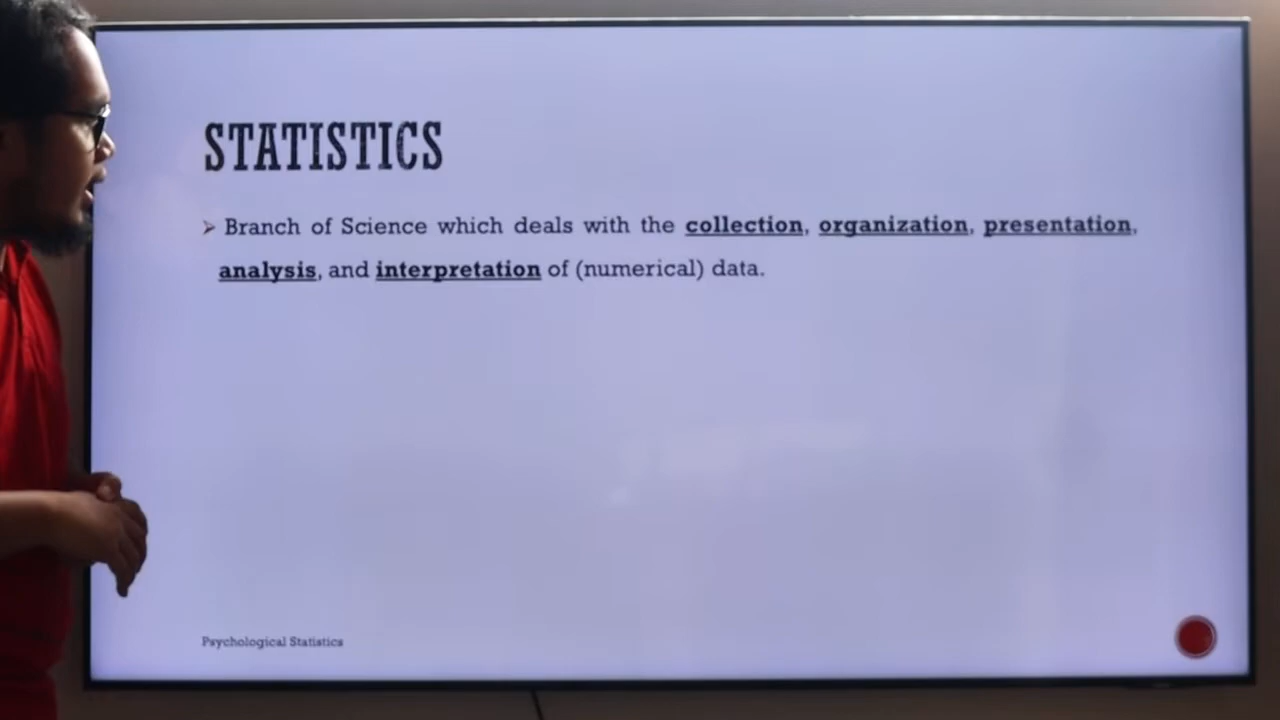 STATISTICS
➢ Branch of Science which deals with the collection, organization, presentation,
analysis, and interpretation of (numerical) data.
Psychological Statistics